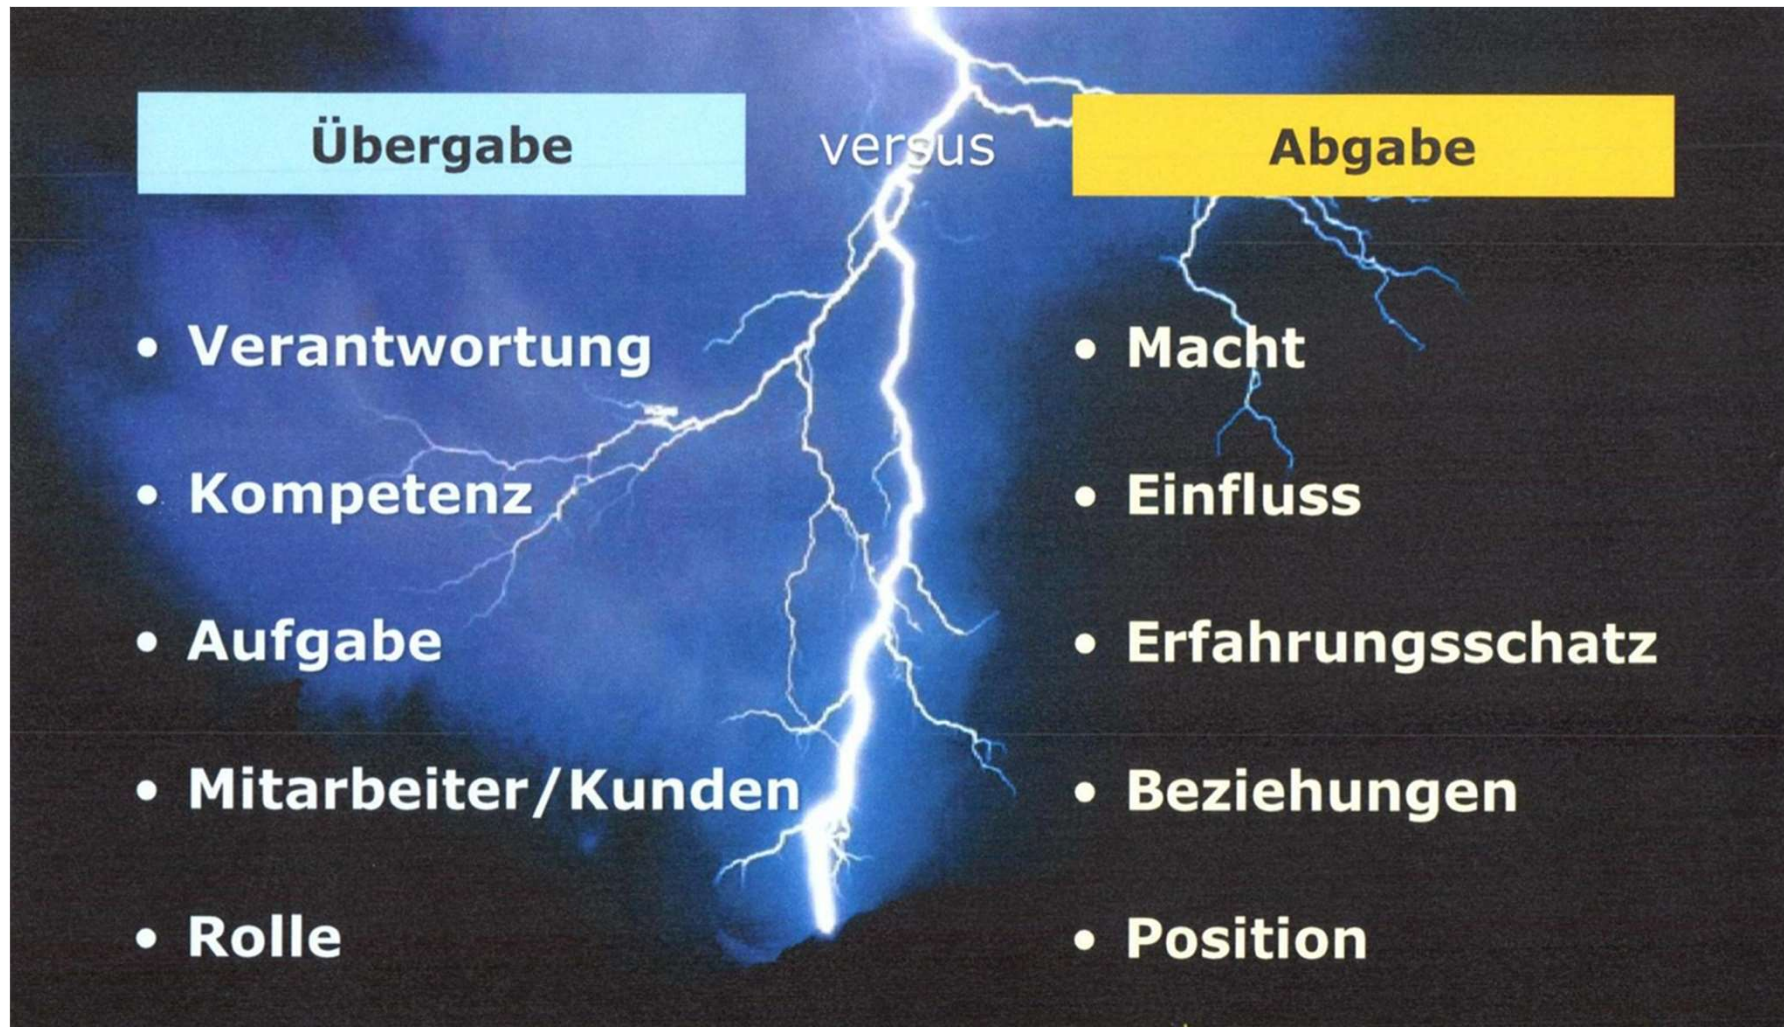 Übergabe versus Abgabe
• Verantwortung
• Kompetenz
• Aufgabe
• Mitarbeiter/Kunden
• Rolle
• Macht
• Einfluss
• Erfahrungsschatz
• Beziehungen
• Position